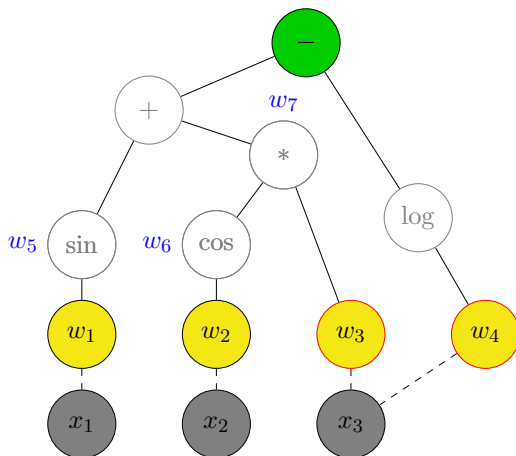 −
w₇
+
*
log
w₅ sin w₆ cos
w₁ w₂ w₃ w₄
x₁ x₂ x₃